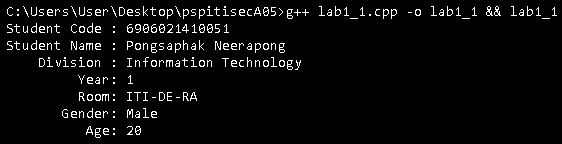 C:\Users\User\Desktop\pspitisecA05>g++ lab1_1.cpp -o lab1_1 && lab1_1
Student Code : 6906021410051
Student Name : Pongsaphak Neerapong
Division : Information Technology
Year: 1
Room: ITI-DE-RA
Gender: Male
Age: 20